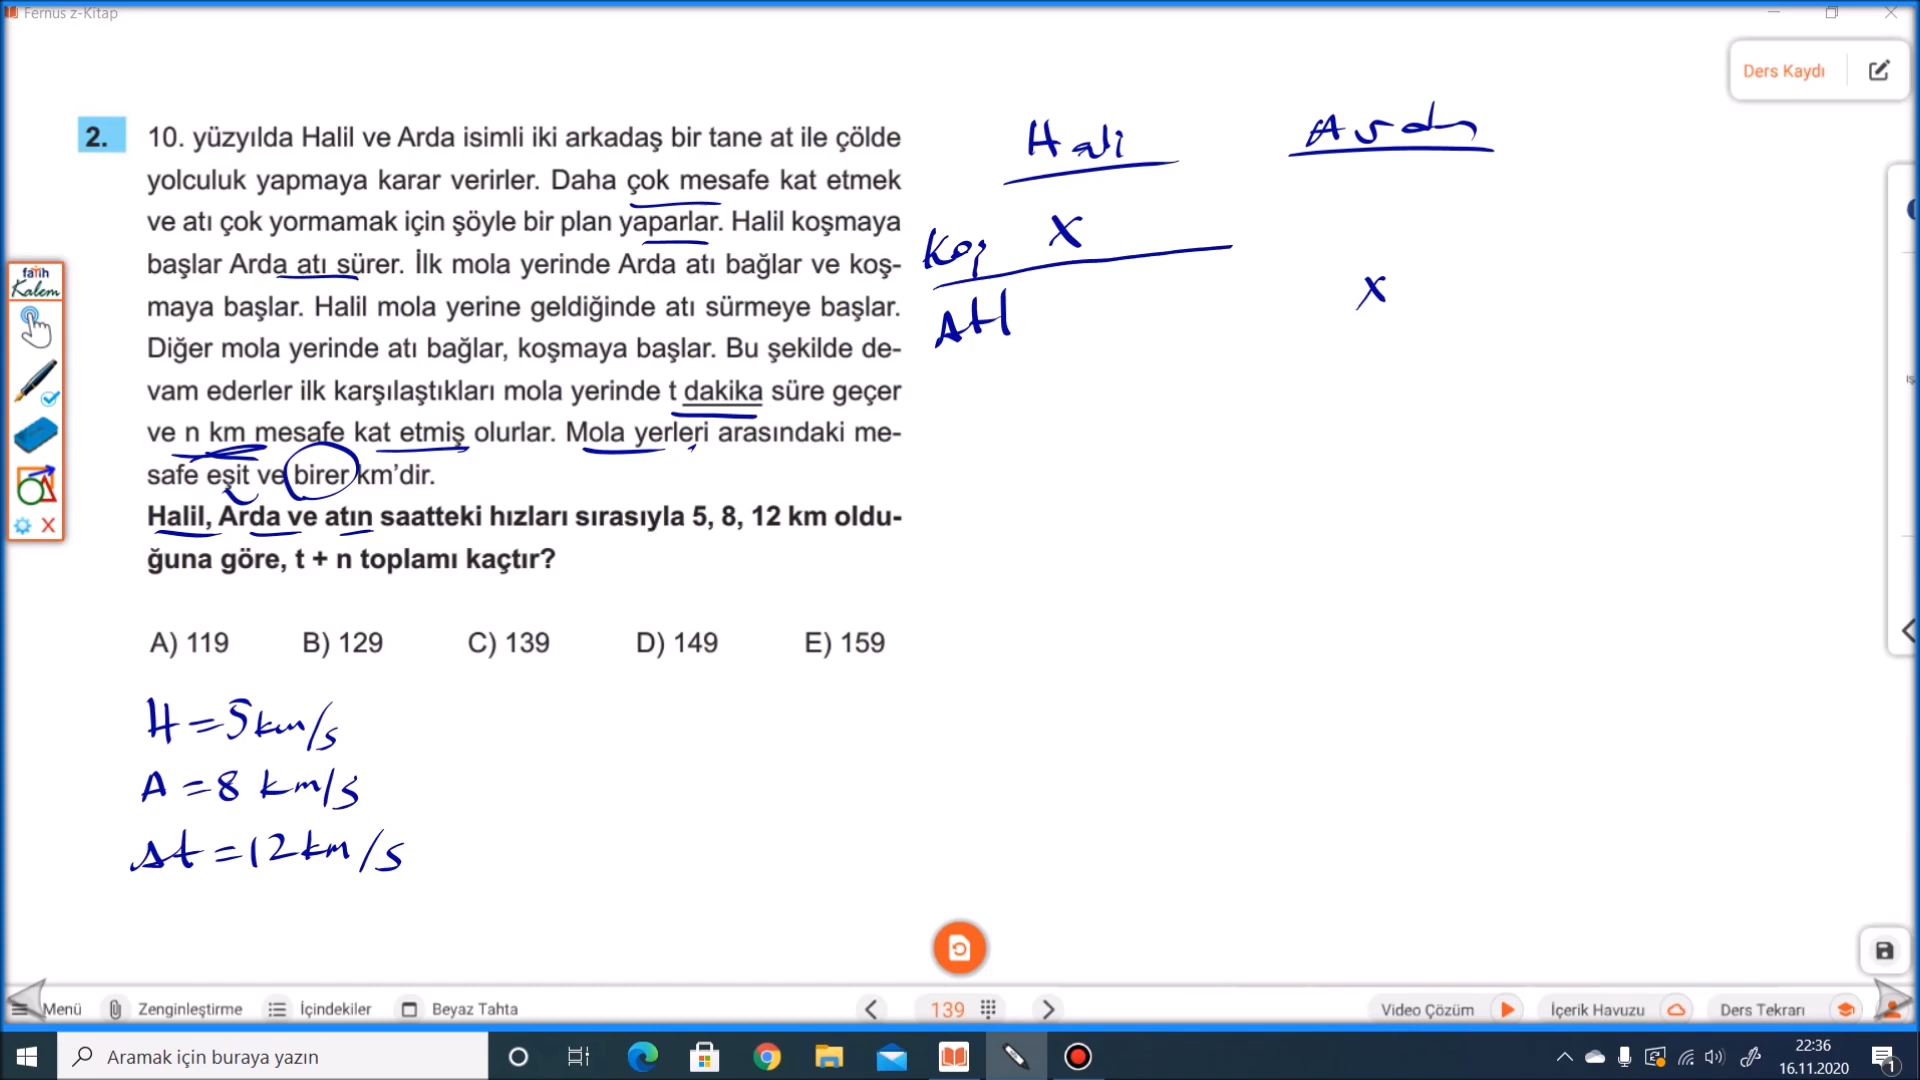 Fernus z-Kitap
Ders Kaydı
2. 10. yüzyılda Halil ve Arda isimli iki arkadaş bir tane at ile çölde
yolculuk yapmaya karar verirler. Daha çok mesafe kat etmek
ve atı çok yormamak için şöyle bir plan yaparlar. Halil koşmaya
başlar Arda atı sürer. İlk mola yerinde Arda atı bağlar ve koş-
maya başlar. Halil mola yerine geldiğinde atı sürmeye başlar.
Diğer mola yerinde atı bağlar, koşmaya başlar. Bu şekilde de-
vam ederler ilk karşılaştıkları mola yerinde t dakika süre geçer
ve n km mesafe kat etmiş olurlar. Mola yerleri arasındaki me-
safe eşit ve birer km'dir.
Halil, Arda ve atın saatteki hızları sırasıyla 5, 8, 12 km oldu-
ğuna göre, t + n toplamı kaçtır?
A) 119 B) 129 C) 139 D) 149 E) 159
H = 5 km/s
A = 8 km/s
At = 12 km/s
Hali Arda
Koş x
Atl x
fatih
Kalem
Menü Zenginleştirme İçindekiler Beyaz Tahta 139 Video Çözüm İçerik Havuzu Ders Tekrarı
Aramak için buraya yazın
22:36
16.11.2020
1